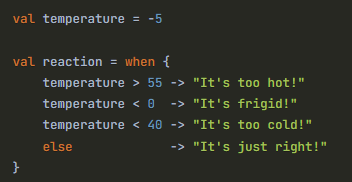 val temperature = -5
val reaction = when {
    temperature > 55 -> "It's too hot!"
    temperature < 0  -> "It's frigid!"
    temperature < 40 -> "It's too cold!"
    else             -> "It's just right!"
}